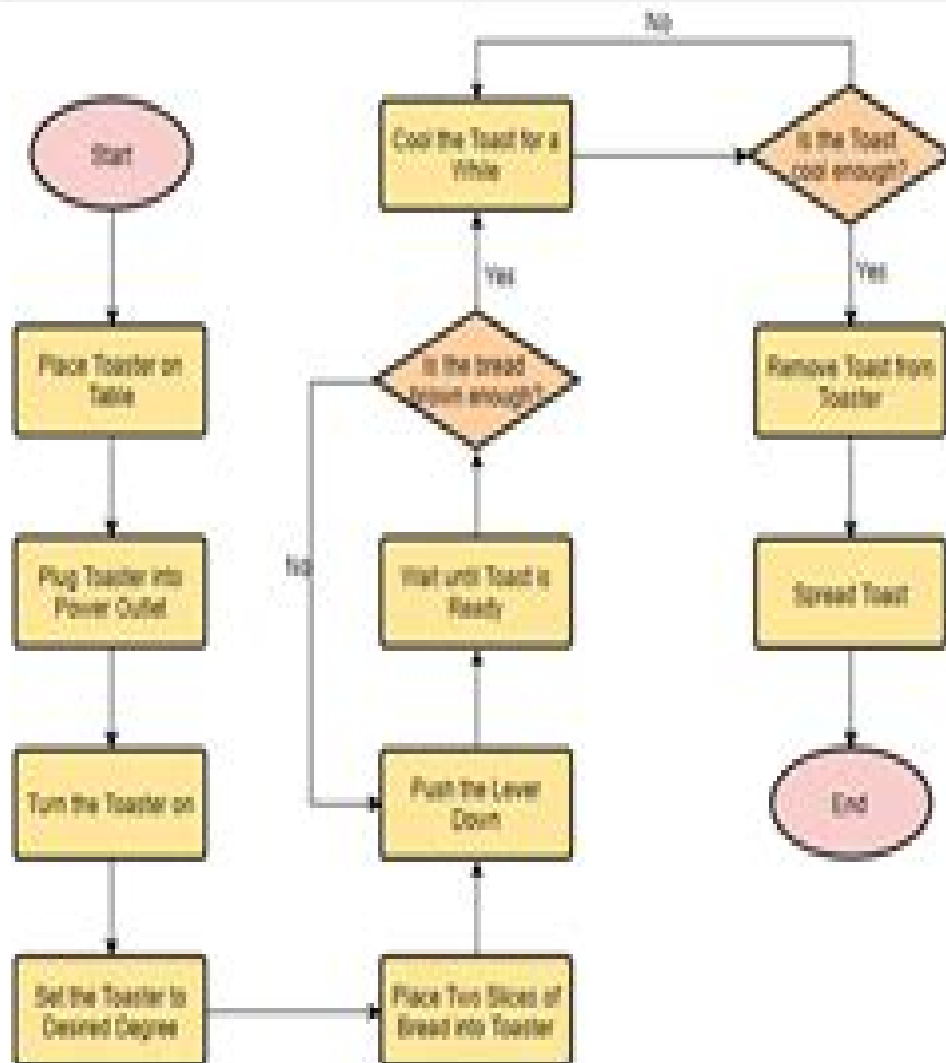 Start
Place Toaster on
Table
Plug Toaster into
Power Outlet
Turn the Toaster on
Set the Toaster to
Desired Degree
Place Two Slices of
Bread into Toaster
Push the Lever
Down
Wait until Toast is
Ready
Is the bread
brown enough?
No
Yes
Cool the Toast for a
While
Is the Toast
cool enough?
No
Yes
Remove Toast from
Toaster
Spread Toast
End